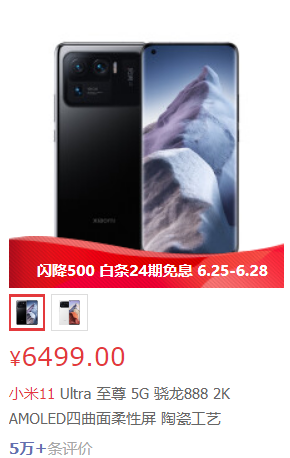 xiaomi
闪降500 白条24期免息 6.25-6.28
¥6499.00
小米11 Ultra 至尊 5G 骁龙888 2K
AMOLED四曲面柔性屏 陶瓷工艺
5万+条评价